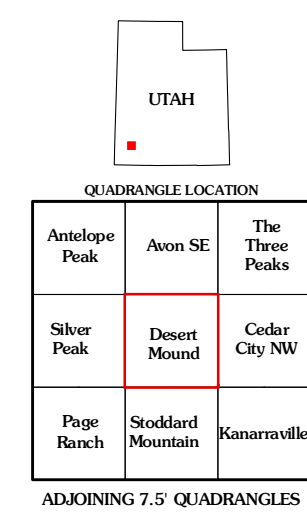 UTAH
QUADRANGLE LOCATION
Antelope
Peak
Avon SE
The
Three
Peaks
Silver
Peak
Desert
Mound
Cedar
City NW
Page
Ranch
Stoddard
Mountain
Kanarraville
ADJOINING 7.5' QUADRANGLES